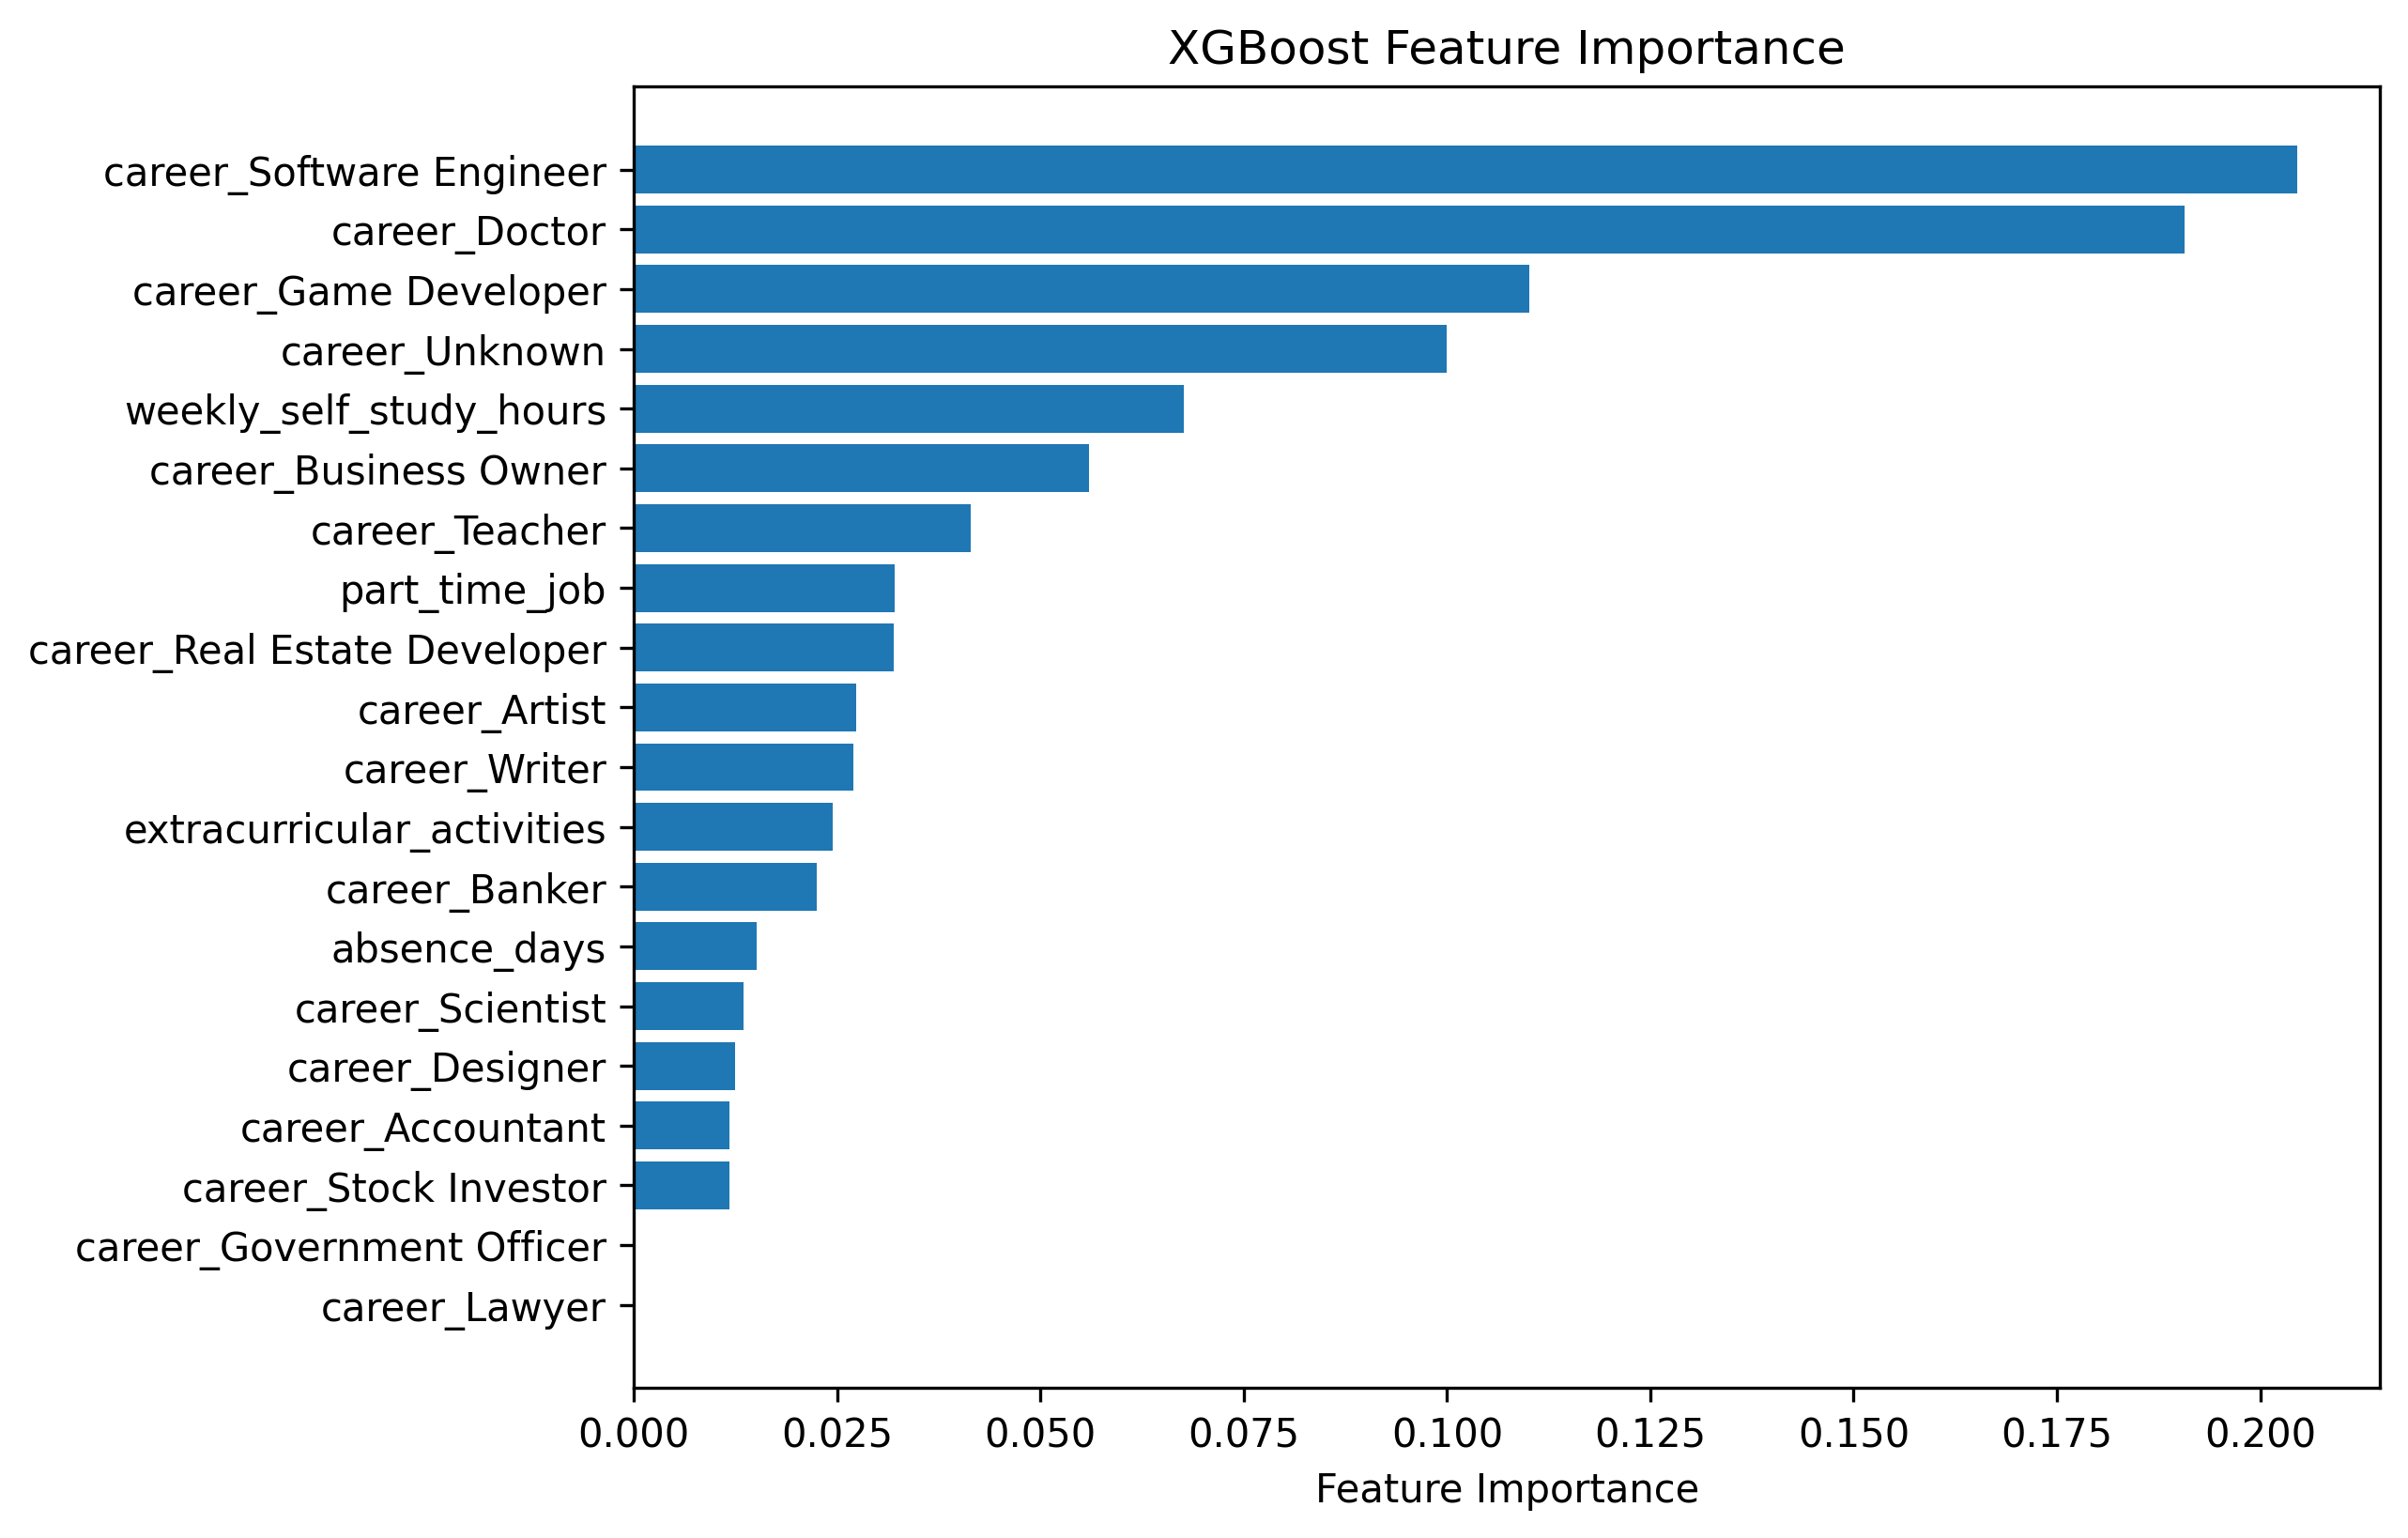 XGBoost Feature Importance
career_Software Engineer
career_Doctor
career_Game Developer
career_Unknown
weekly_self_study_hours
career_Business Owner
career_Teacher
part_time_job
career_Real Estate Developer
career_Artist
career_Writer
extracurricular_activities
career_Banker
absence_days
career_Scientist
career_Designer
career_Accountant
career_Stock Investor
career_Government Officer
career_Lawyer
0.000 0.025 0.050 0.075 0.100 0.125 0.150 0.175 0.200
Feature Importance